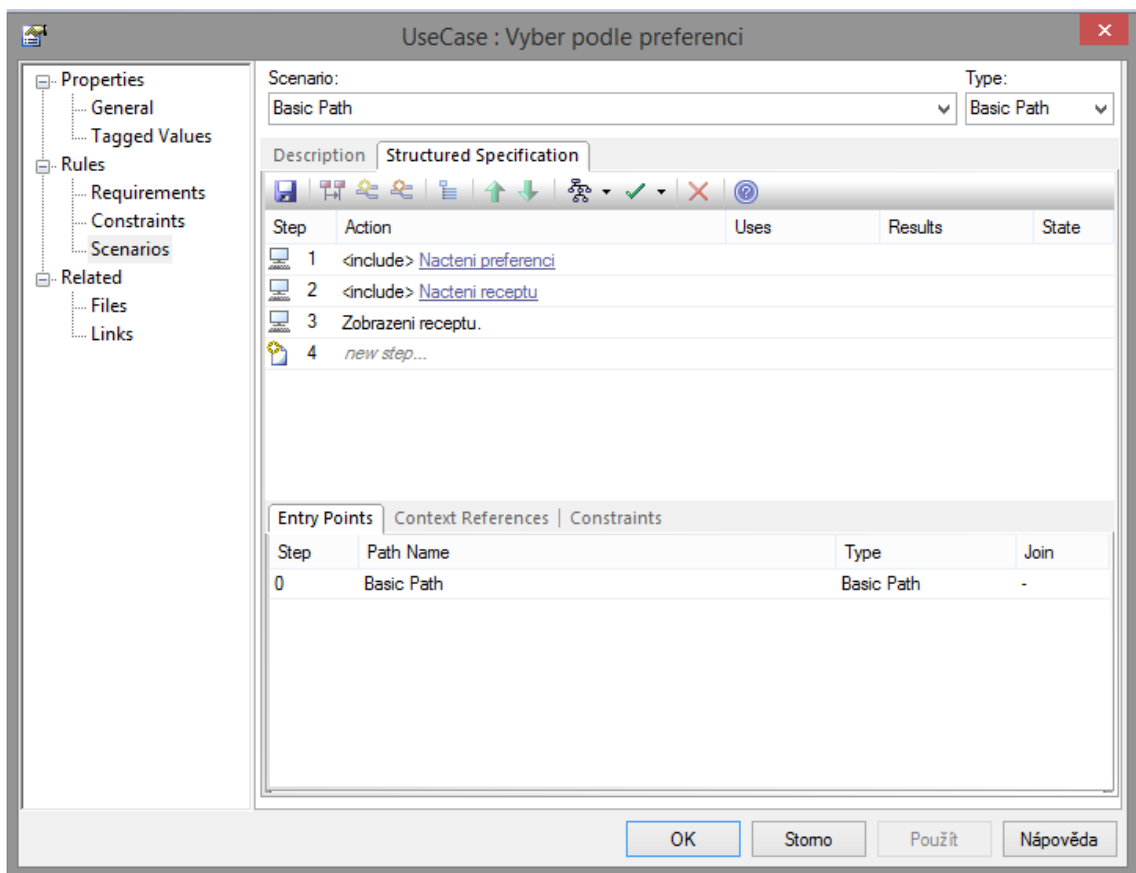 UseCase : Vyber podle preferenci
Properties
General
Tagged Values
Rules
Requirements
Constraints
Scenarios
Related
Files
Links
Scenario: Type:
Basic Path Basic Path
Description Structured Specification
Step Action Uses Results State
1 <include> Nacteni preferenci
2 <include> Nacteni receptu
3 Zobrazeni receptu.
4 new step...
Entry Points Context References | Constraints
Step Path Name Type Join
0 Basic Path Basic Path -
OK Storno Použít Nápověda